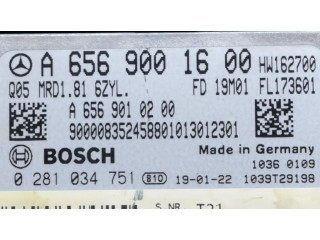 A 656 900 16 00 HW162700
Q05 MRD1.81 6ZYL. FD 19M01 FL173601
A 656 901 02 00
900008352458801013012301
BOSCH Made in Germany
1036 0109
0 281 034 751 810 19-01-22 1039T29198
S.NR.